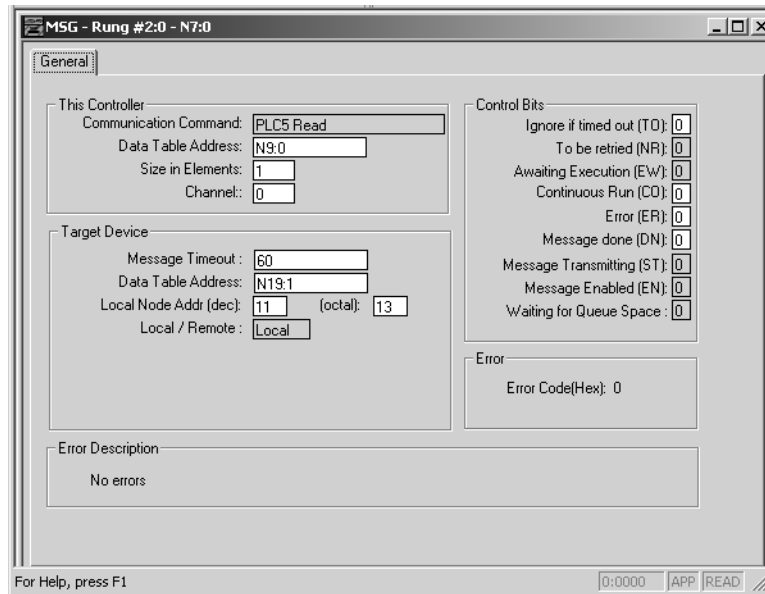 MSG - Rung #2:0 - N7:0
General
This Controller
Communication Command: PLC5 Read
Data Table Address: N9:0
Size in Elements: 1
Channel:: 0
Target Device
Message Timeout : 60
Data Table Address: N19:1
Local Node Addr (dec): 11 (octal): 13
Local / Remote : Local
Control Bits
Ignore if timed out (TO): 0
To be retried (NR): 0
Awaiting Execution (EW): 0
Continuous Run (CO): 0
Error (ER): 0
Message done (DN): 0
Message Transmitting (ST): 0
Message Enabled (EN): 0
Waiting for Queue Space : 0
Error
Error Code(Hex): 0
Error Description
No errors
For Help, press F1
0:0000 APP READ